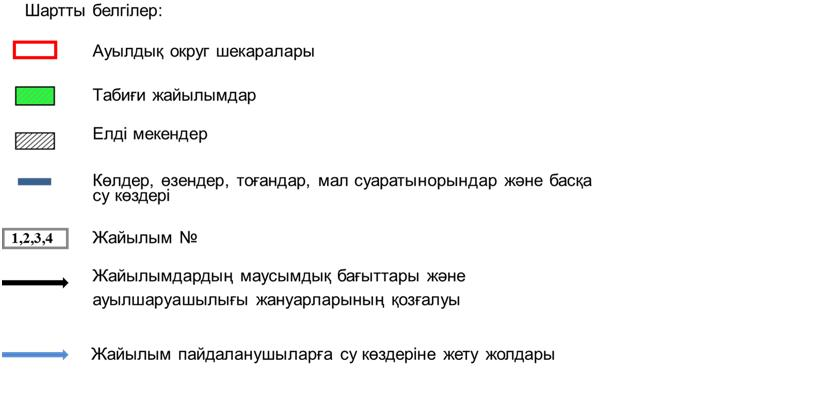 Шартты белгілер:
Ауылдық округ шекаралары
Табиғи жайылымдар
Елді мекендер
Көлдер, өзендер, тоғандар, мал суаратынорындар және басқа
су көздері
1,2,3,4 Жайылым №
Жайылымдардың маусымдық бағыттары және
ауылшаруашылығы жануарларының қозғалуы
Жайылым пайдаланушыларға су көздеріне жету жолдары